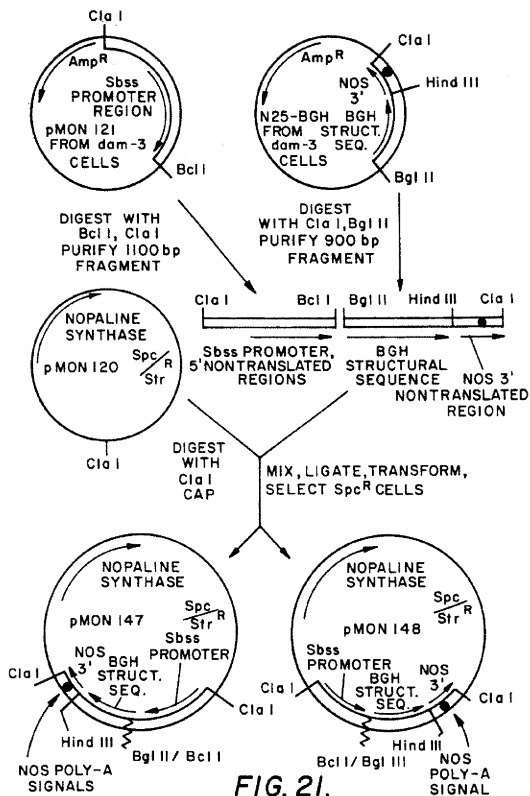 Cla I
Amp R
Sbss
PROMOTER
REGION
pMON 121
FROM dam-3
CELLS
Bcl I
Cla I
Amp R
NOS
3'
Hind III
N25-BGH BGH
FROM STRUCT.
dam-3 SEQ.
CELLS
Bgl II
DIGEST WITH
Bcl I, Cla I
PURIFY 1100 bp
FRAGMENT
DIGEST
WITH Cla I, Bgl II
PURIFY 900 bp
FRAGMENT
Cla I Bcl I Bgl II Hind III Cla I
Sbss PROMOTER,
5' NONTRANSLATED
REGIONS
BGH
STRUCTURAL
SEQUENCE
NOS 3'
NONTRANSLATED
REGION
NOPALINE
SYNTHASE
pMON 120
Spc/Str R
Cla I
DIGEST
WITH
Cla I
CAP
MIX, LIGATE, TRANSFORM,
SELECT Spc R CELLS
NOPALINE
SYNTHASE
pMON 147
Spc/Str R
Sbss
PROMOTER
NOS
3'
BGH
STRUCT.
SEQ.
Cla I
Cla I
Hind III
Bgl II/ Bcl I
NOS POLY-A
SIGNALS
NOPALINE
SYNTHASE
Spc/Str R
pMON 148
Sbss
PROMOTER
BGH
STRUCT.
SEQ.
NOS
3'
Cla I
Cla I
Hind III
Bcl I/ Bgl III
NOS
POLY-A
SIGNAL
FIG. 21.